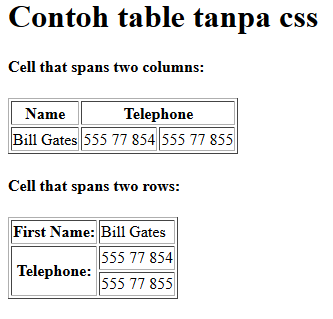 Contoh table tanpa css
Cell that spans two columns:
Name Telephone
Bill Gates 555 77 854 555 77 855
Cell that spans two rows:
First Name: Bill Gates
Telephone: 555 77 854
555 77 855